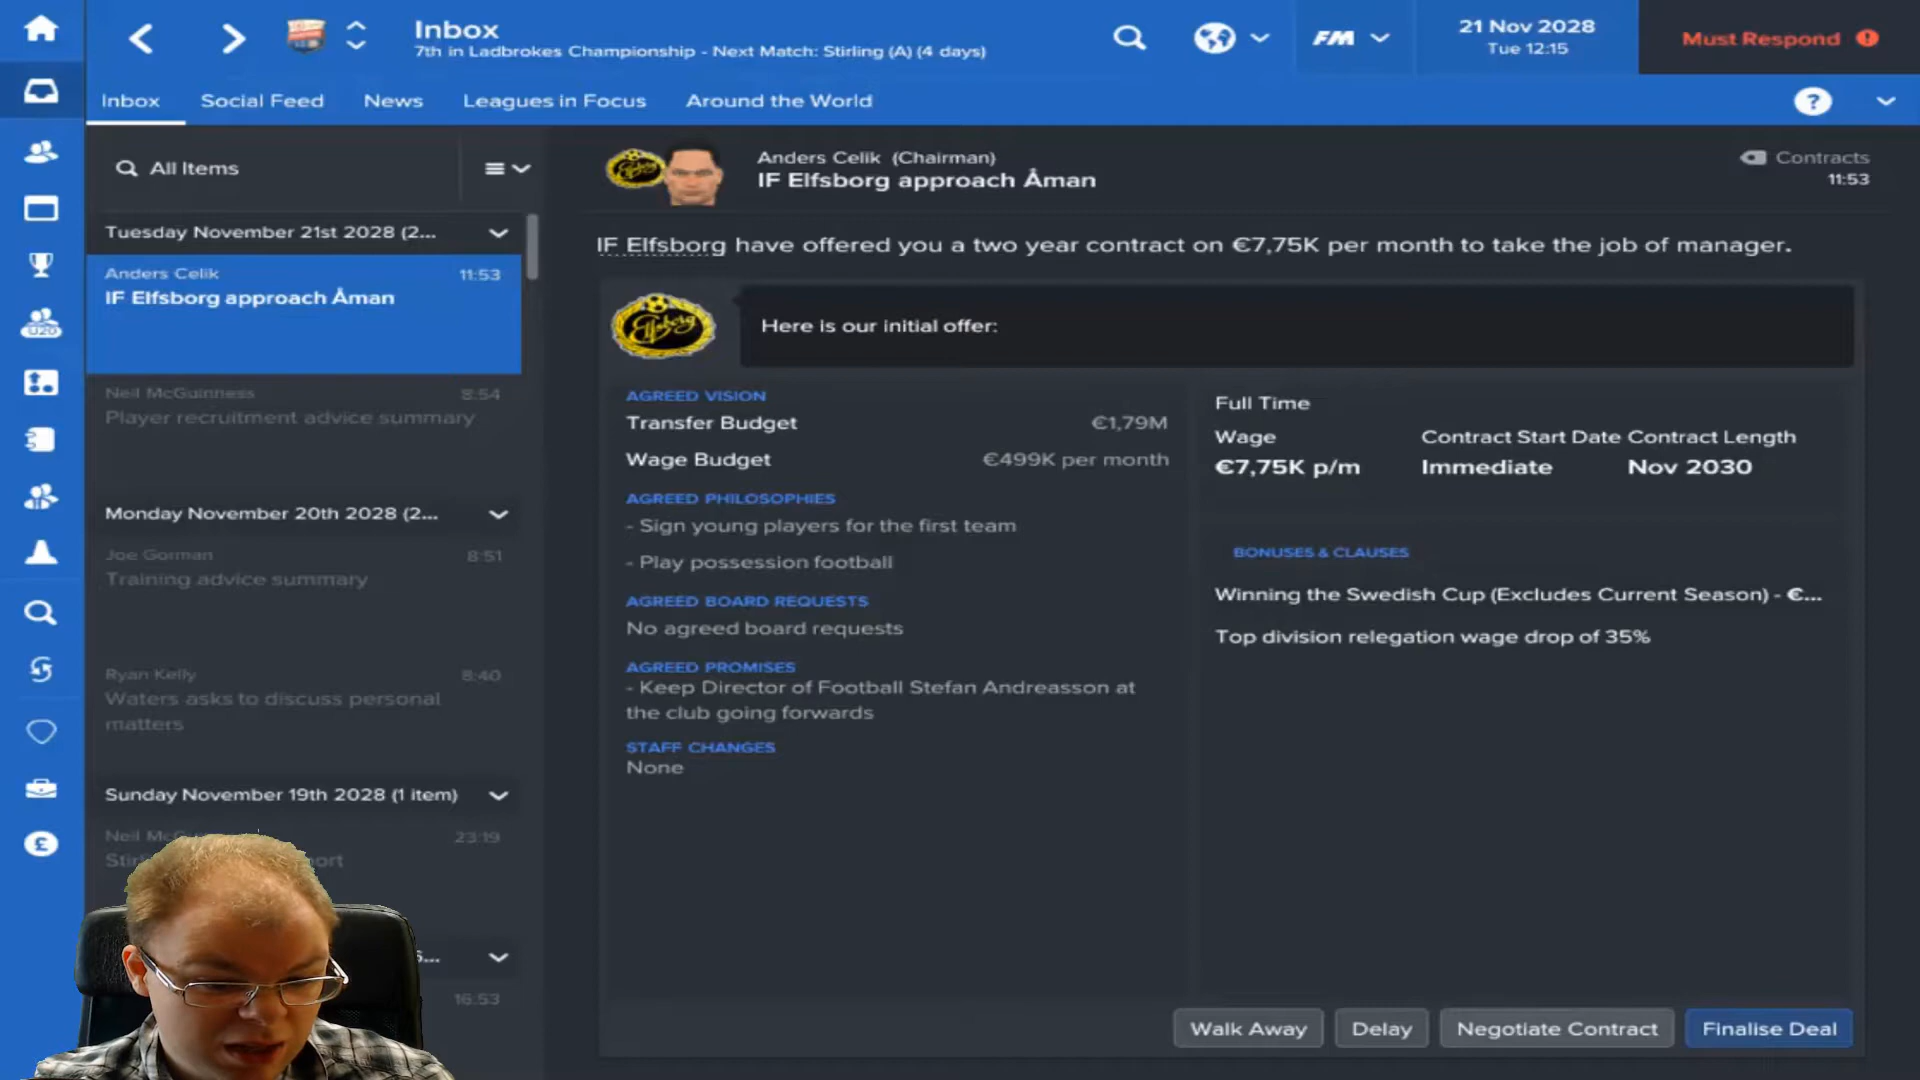 Inbox
7th in Ladbrokes Championship - Next Match: Stirling (A) (4 days)
FM
21 Nov 2028
Tue 12:15
Must Respond
Inbox
Social Feed
News
Leagues in Focus
Around the World
?
All Items
Tuesday November 21st 2028 (2...
Anders Celik
11:53
IF Elfsborg approach Åman
Neil McGuinness
8:54
Player recruitment advice summary
Monday November 20th 2028 (2...
Joe Gorman
8:51
Training advice summary
Ryan Kelly
8:40
Waters asks to discuss personal
matters
Sunday November 19th 2028 (1 item)
23:19
16:53
U20
Anders Celik (Chairman)
IF Elfsborg approach Åman
Contracts
11:53
IF Elfsborg have offered you a two year contract on €7,75K per month to take the job of manager.
Elfsborg
Here is our initial offer:
AGREED VISION
Transfer Budget €1,79M
Wage Budget €499K per month
AGREED PHILOSOPHIES
- Sign young players for the first team
- Play possession football
AGREED BOARD REQUESTS
No agreed board requests
AGREED PROMISES
- Keep Director of Football Stefan Andreasson at
the club going forwards
STAFF CHANGES
None
Full Time
Wage Contract Start Date Contract Length
€7,75K p/m Immediate Nov 2030
BONUSES & CLAUSES
Winning the Swedish Cup (Excludes Current Season) - €...
Top division relegation wage drop of 35%
Walk Away
Delay
Negotiate Contract
Finalise Deal